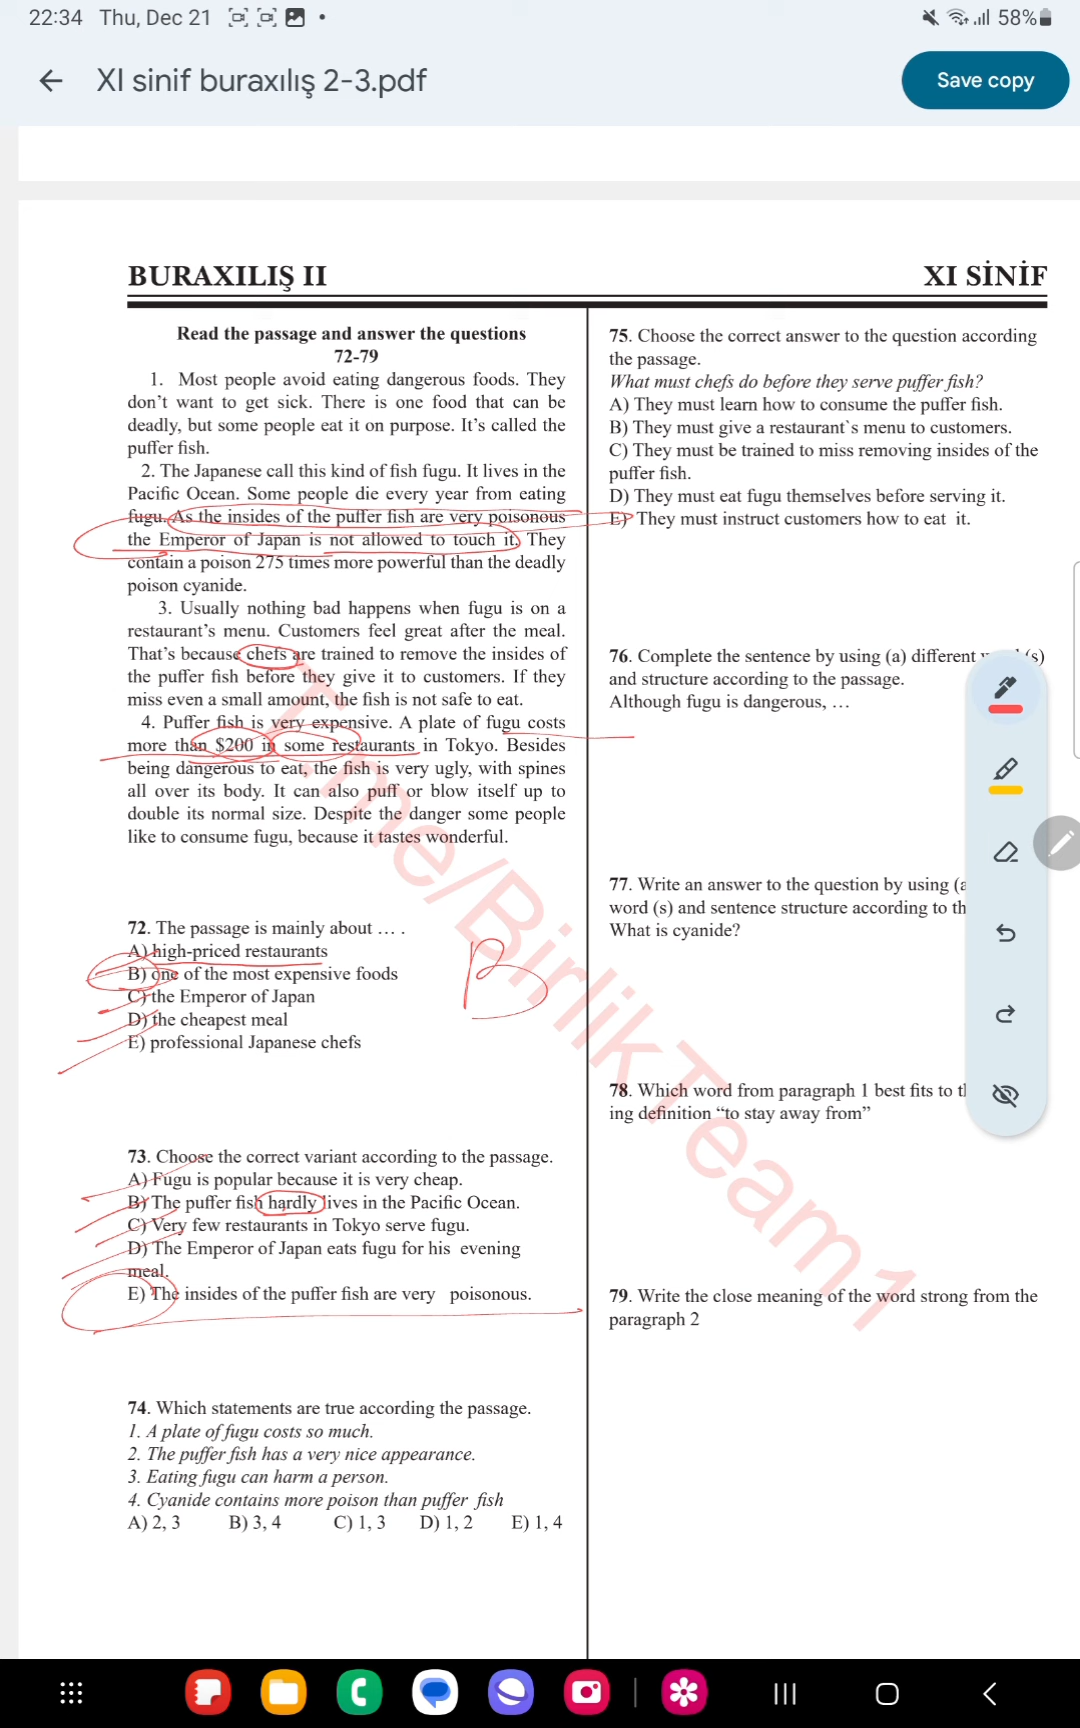 22:34 Thu, Dec 21
58%
XI sinif buraxılış 2-3.pdf
Save copy
BURAXILIŞ II
XI SİNİF
Read the passage and answer the questions
72-79
1. Most people avoid eating dangerous foods. They
don't want to get sick. There is one food that can be
deadly, but some people eat it on purpose. It's called the
puffer fish.
2. The Japanese call this kind of fish fugu. It lives in the
Pacific Ocean. Some people die every year from eating
fugu. As the insides of the puffer fish are very poisonous
the Emperor of Japan is not allowed to touch it. They
contain a poison 275 times more powerful than the deadly
poison cyanide.
3. Usually nothing bad happens when fugu is on a
restaurant's menu. Customers feel great after the meal.
That's because chefs are trained to remove the insides of
the puffer fish before they give it to customers. If they
miss even a small amount, the fish is not safe to eat.
4. Puffer fish is very expensive. A plate of fugu costs
more than $200 in some restaurants in Tokyo. Besides
being dangerous to eat, the fish is very ugly, with spines
all over its body. It can also puff or blow itself up to
double its normal size. Despite the danger some people
like to consume fugu, because it tastes wonderful.
72. The passage is mainly about … .
A) high-priced restaurants
B) one of the most expensive foods
C) the Emperor of Japan
D) the cheapest meal
E) professional Japanese chefs
B
73. Choose the correct variant according to the passage.
A) Fugu is popular because it is very cheap.
B) The puffer fish hardly lives in the Pacific Ocean.
C) Very few restaurants in Tokyo serve fugu.
D) The Emperor of Japan eats fugu for his evening
meal.
E) The insides of the puffer fish are very poisonous.
74. Which statements are true according the passage.
1. A plate of fugu costs so much.
2. The puffer fish has a very nice appearance.
3. Eating fugu can harm a person.
4. Cyanide contains more poison than puffer fish
A) 2, 3 B) 3, 4 C) 1, 3 D) 1, 2 E) 1, 4
75. Choose the correct answer to the question according
the passage.
What must chefs do before they serve puffer fish?
A) They must learn how to consume the puffer fish.
B) They must give a restaurant`s menu to customers.
C) They must be trained to miss removing insides of the
puffer fish.
D) They must eat fugu themselves before serving it.
E) They must instruct customers how to eat it.
76. Complete the sentence by using (a) different (s)
and structure according to the passage.
Although fugu is dangerous, …
77. Write an answer to the question by using (a
word (s) and sentence structure according to th
What is cyanide?
78. Which word from paragraph 1 best fits to t
ing definition “to stay away from”
79. Write the close meaning of the word strong from the
paragraph 2
T.me/BirlikTeam1